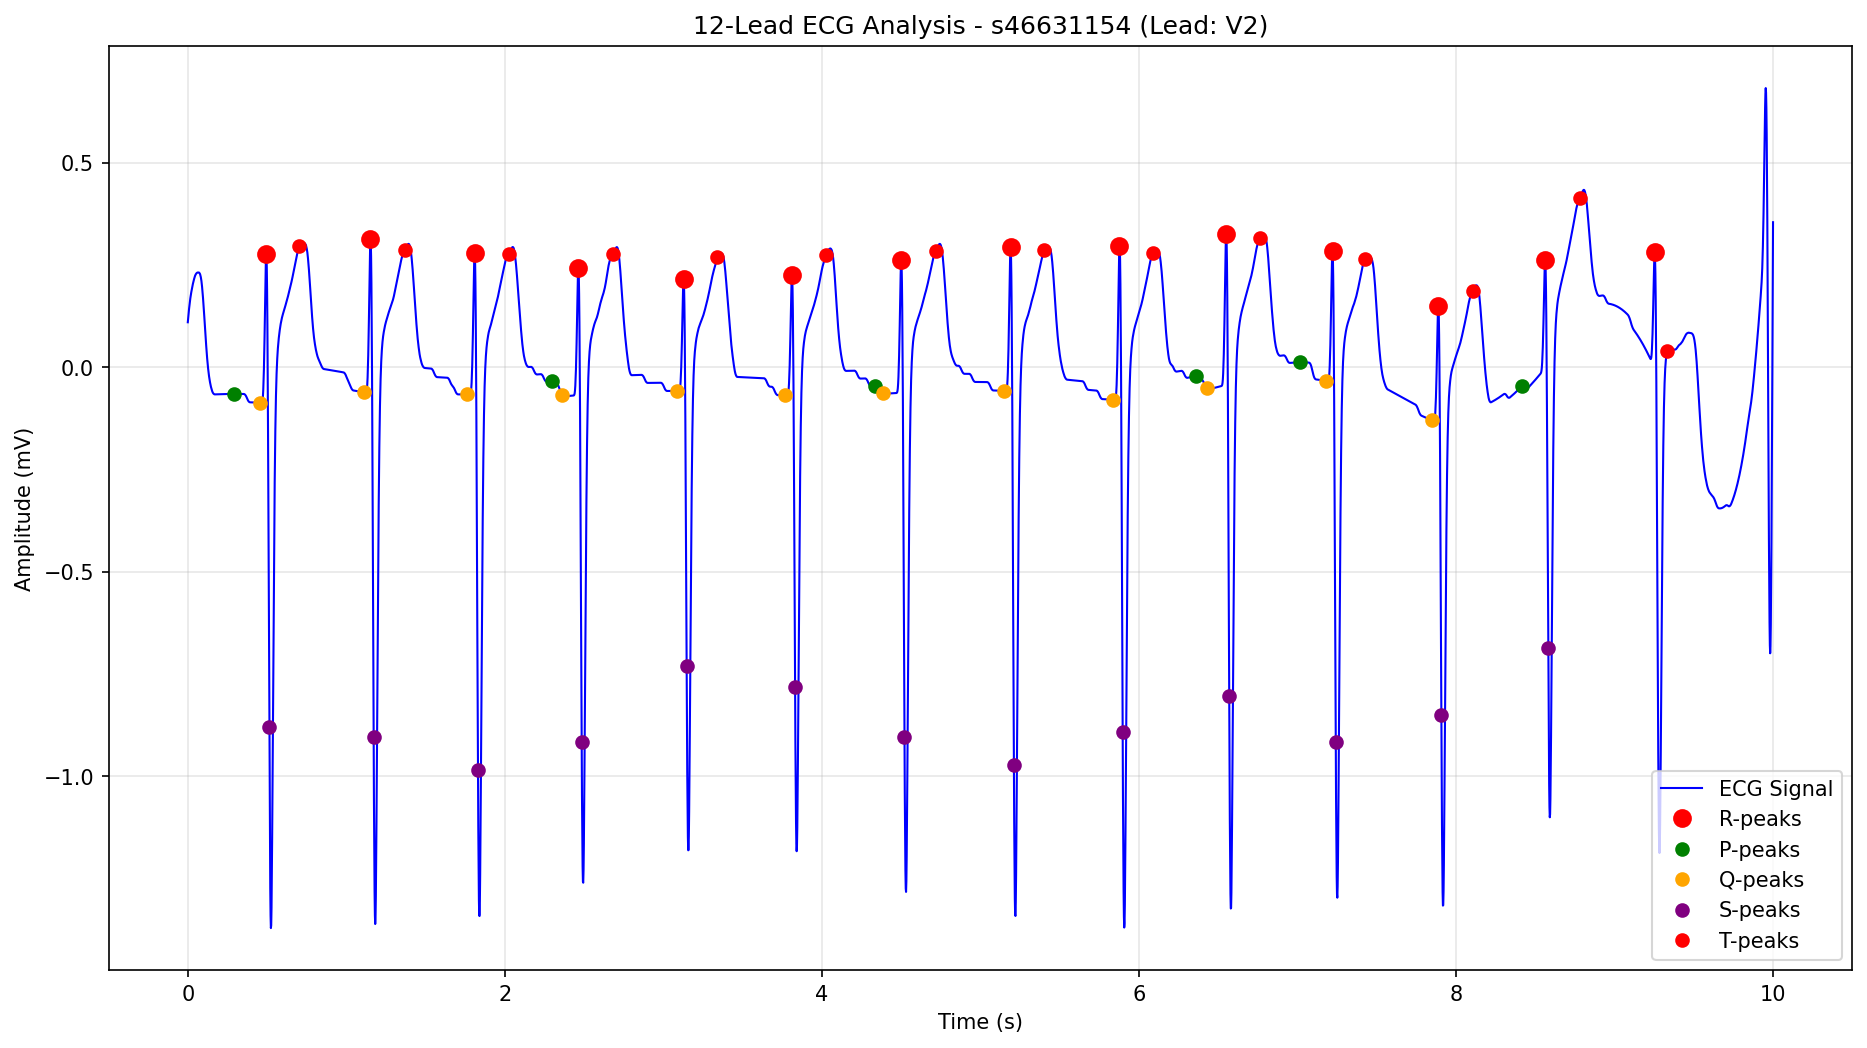 12-Lead ECG Analysis - s46631154 (Lead: V2)
Amplitude (mV)
0.5
0.0
−0.5
−1.0
0
2
4
6
8
10
Time (s)
ECG Signal
R-peaks
P-peaks
Q-peaks
S-peaks
T-peaks